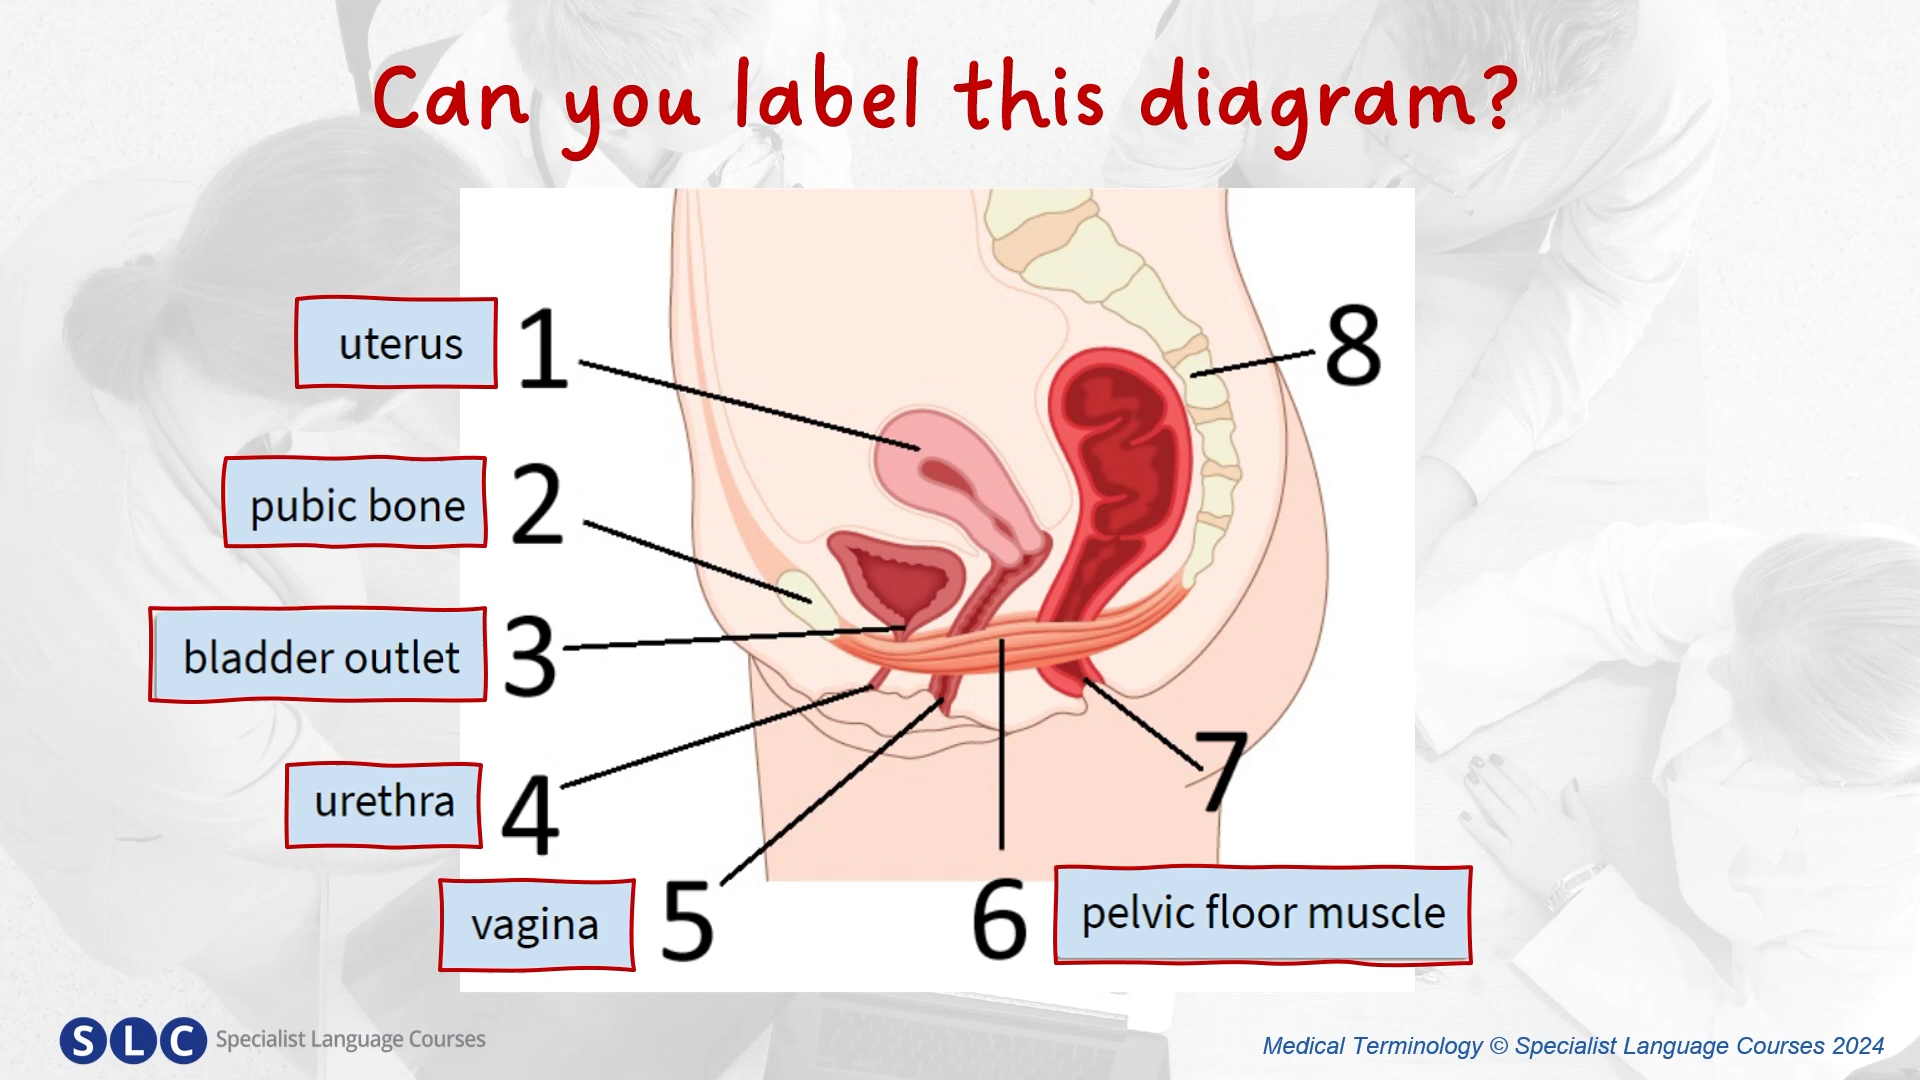 Can you label this diagram?
uterus 1
8
pubic bone 2
bladder outlet 3
urethra 4
7
vagina 5
6 pelvic floor muscle
SLC Specialist Language Courses
Medical Terminology © Specialist Language Courses 2024